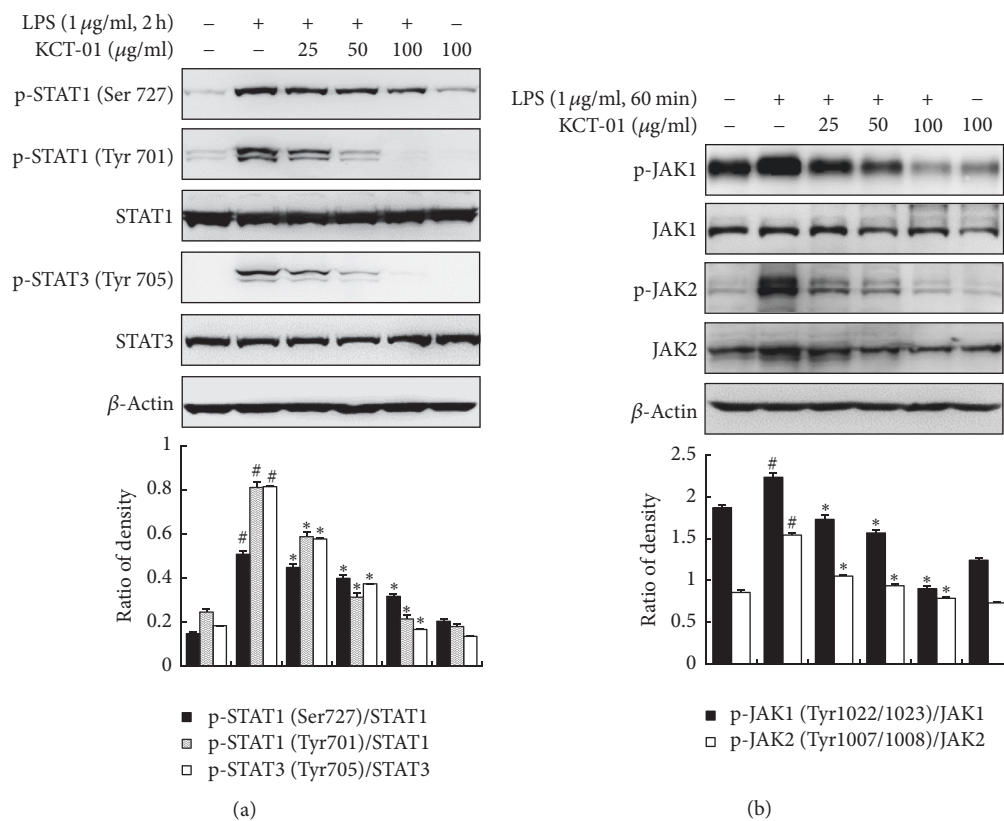 LPS (1 μg/ml, 2 h) − + + + + −
KCT-01 (μg/ml) − − 25 50 100 100
p-STAT1 (Ser 727)
p-STAT1 (Tyr 701)
STAT1
p-STAT3 (Tyr 705)
STAT3
β-Actin
1
0.8
0.6
0.4
0.2
0
Ratio of density
# # #
* * *
* * *
* * *
■ p-STAT1 (Ser727)/STAT1
p-STAT1 (Tyr701)/STAT1
□ p-STAT3 (Tyr705)/STAT3
(a)
LPS (1 μg/ml, 60 min) − + + + + −
KCT-01 (μg/ml) − − 25 50 100 100
p-JAK1
JAK1
p-JAK2
JAK2
β-Actin
2.5
2
1.5
1
0.5
0
Ratio of density
# #
* *
* *
* *
■ p-JAK1 (Tyr1022/1023)/JAK1
□ p-JAK2 (Tyr1007/1008)/JAK2
(b)